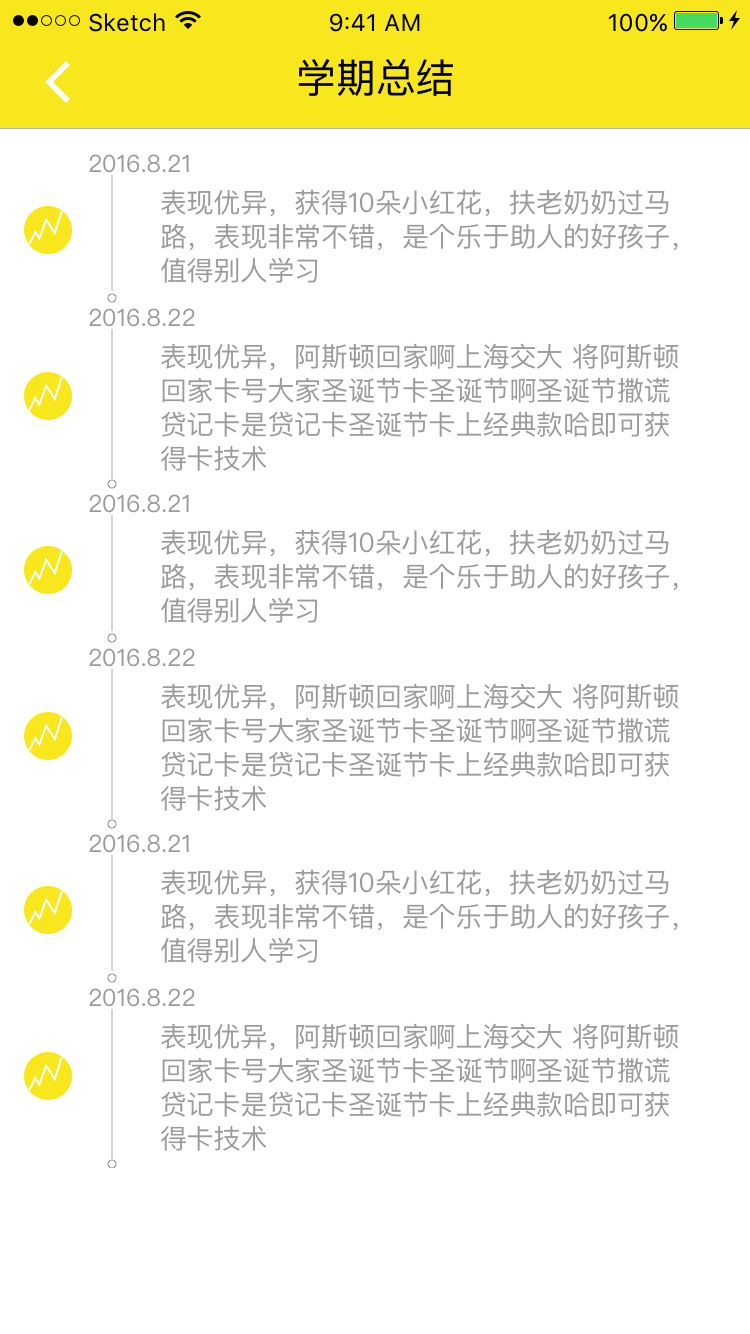 Sketch 9:41 AM 100%
学期总结
2016.8.21
表现优异，获得10朵小红花，扶老奶奶过马
路，表现非常不错，是个乐于助人的好孩子，
值得别人学习
2016.8.22
表现优异，阿斯顿回家啊上海交大 将阿斯顿
回家卡号大家圣诞节卡圣诞节啊圣诞节撒谎
贷记卡是贷记卡圣诞节卡上经典款哈即可获
得卡技术
2016.8.21
表现优异，获得10朵小红花，扶老奶奶过马
路，表现非常不错，是个乐于助人的好孩子，
值得别人学习
2016.8.22
表现优异，阿斯顿回家啊上海交大 将阿斯顿
回家卡号大家圣诞节卡圣诞节啊圣诞节撒谎
贷记卡是贷记卡圣诞节卡上经典款哈即可获
得卡技术
2016.8.21
表现优异，获得10朵小红花，扶老奶奶过马
路，表现非常不错，是个乐于助人的好孩子，
值得别人学习
2016.8.22
表现优异，阿斯顿回家啊上海交大 将阿斯顿
回家卡号大家圣诞节卡圣诞节啊圣诞节撒谎
贷记卡是贷记卡圣诞节卡上经典款哈即可获
得卡技术